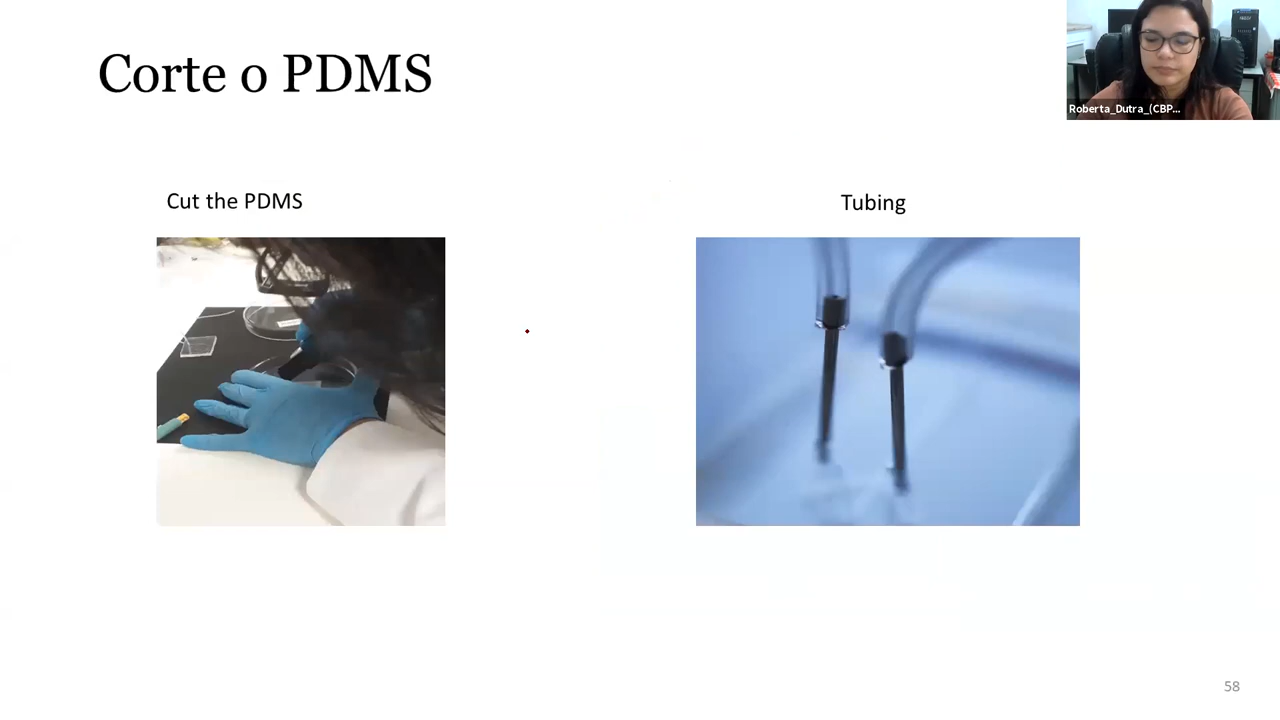 Corte o PDMS
Roberta_Dutra_(CBP...
Cut the PDMS
Tubing
58